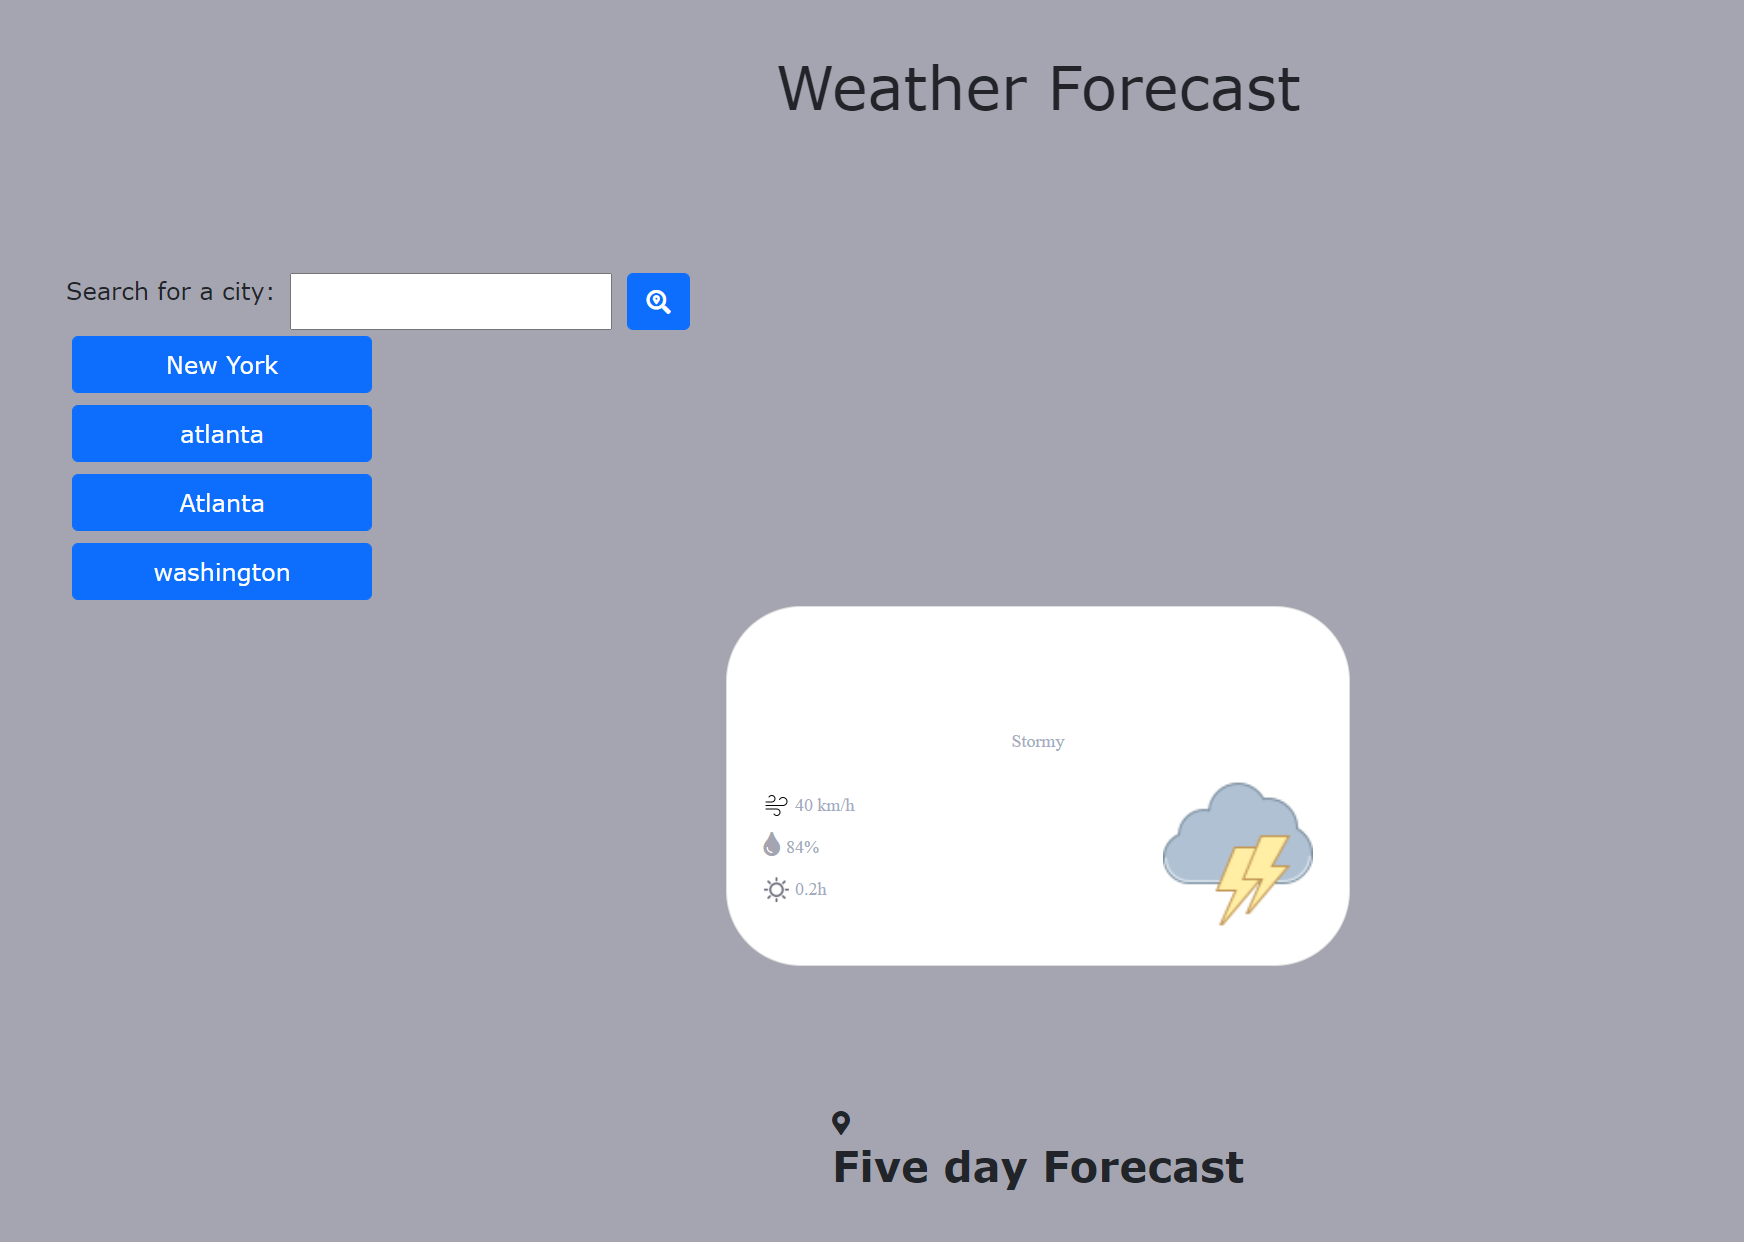 Weather Forecast
Search for a city:
New York
atlanta
Atlanta
washington
Stormy
40 km/h
84%
0.2h
Five day Forecast